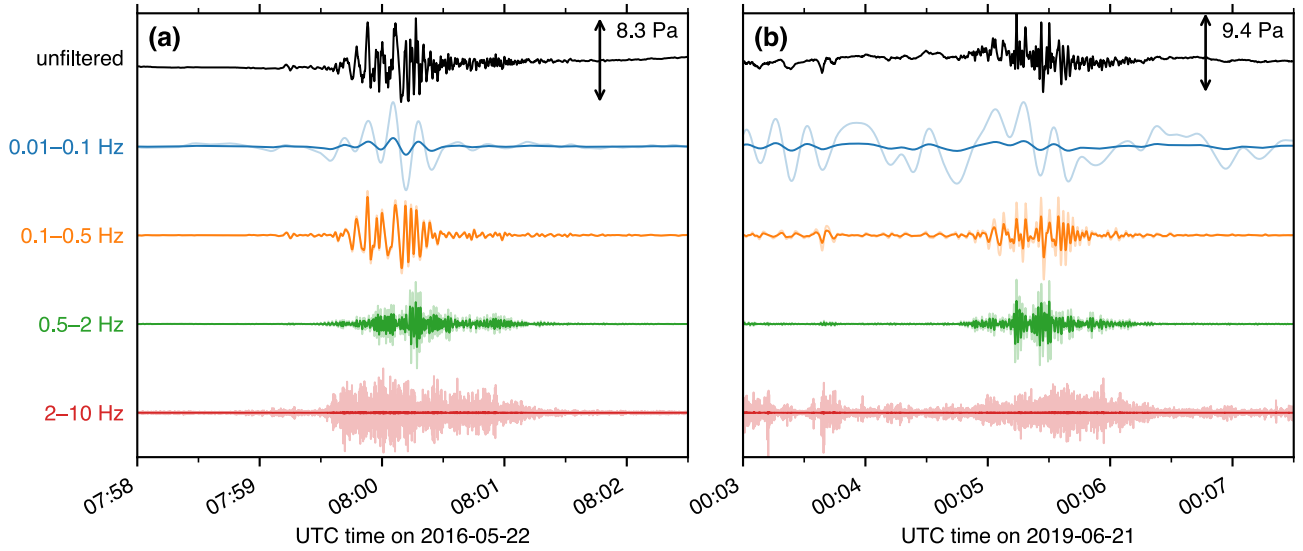 (a)
8.3 Pa
(b)
9.4 Pa
unfiltered
0.01–0.1 Hz
0.1–0.5 Hz
0.5–2 Hz
2–10 Hz
07:58
07:59
08:00
08:01
08:02
00:03
00:04
00:05
00:06
00:07
UTC time on 2016-05-22
UTC time on 2019-06-21